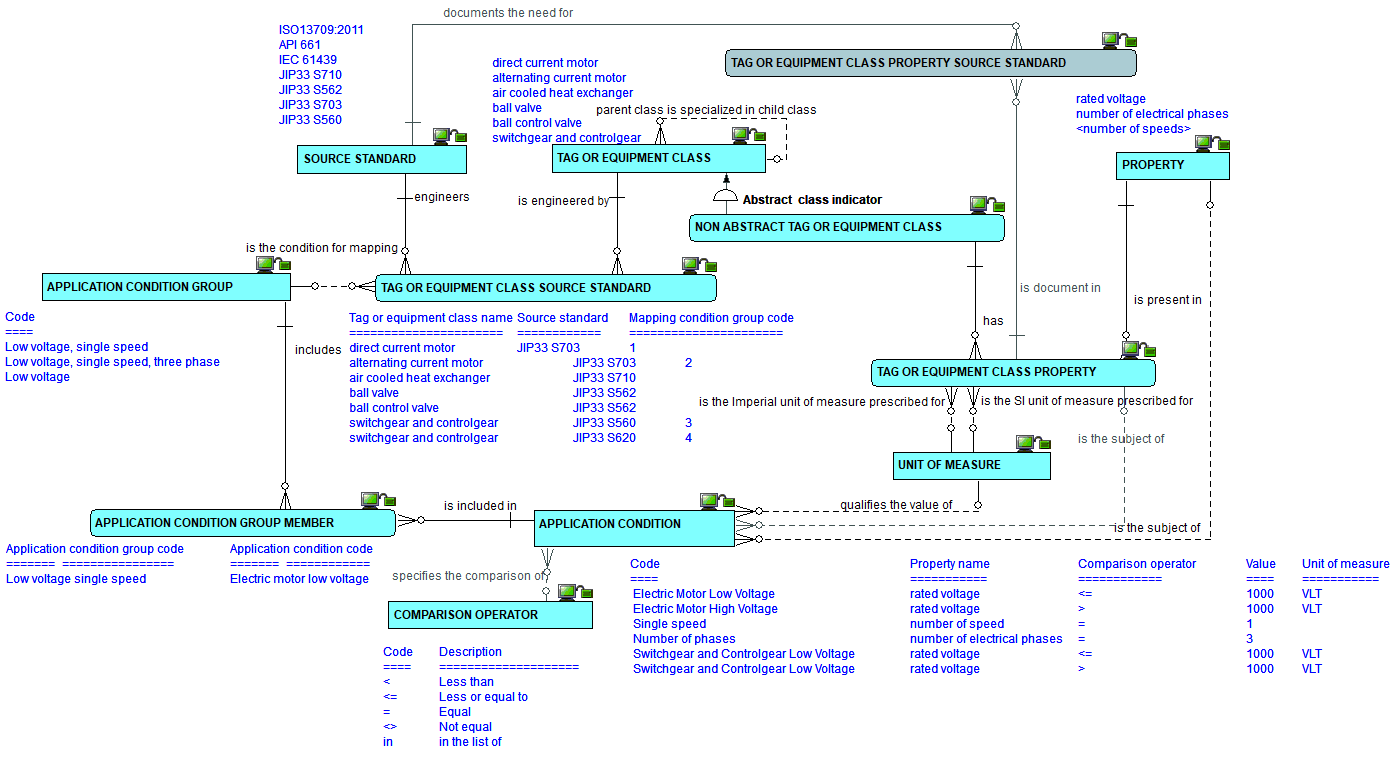 documents the need for
ISO13709:2011
API 661
IEC 61439
JIP33 S710
JIP33 S562
JIP33 S703
JIP33 S560
direct current motor
alternating current motor
air cooled heat exchanger
ball valve
ball control valve
switchgear and controlgear
parent class is specialized in child class
TAG OR EQUIPMENT CLASS PROPERTY SOURCE STANDARD
rated voltage
number of electrical phases
<number of speeds>
SOURCE STANDARD
TAG OR EQUIPMENT CLASS
PROPERTY
engineers
is engineered by
Abstract class indicator
NON ABSTRACT TAG OR EQUIPMENT CLASS
is the condition for mapping
APPLICATION CONDITION GROUP
TAG OR EQUIPMENT CLASS SOURCE STANDARD
is document in
is present in
has
Code
====
Low voltage, single speed
Low voltage, single speed, three phase
Low voltage
includes
Tag or equipment class name Source standard Mapping condition group code
====================== ============ ======================
direct current motor JIP33 S703 1
alternating current motor JIP33 S703 2
air cooled heat exchanger JIP33 S710
ball valve JIP33 S562
ball control valve JIP33 S562
switchgear and controlgear JIP33 S560 3
switchgear and controlgear JIP33 S620 4
TAG OR EQUIPMENT CLASS PROPERTY
is the Imperial unit of measure prescribed for
is the SI unit of measure prescribed for
is the subject of
UNIT OF MEASURE
qualifies the value of
is the subject of
is included in
APPLICATION CONDITION GROUP MEMBER
APPLICATION CONDITION
Application condition group code Application condition code
======= ================ ======= ============
Low voltage single speed Electric motor low voltage
specifies the comparison of
COMPARISON OPERATOR
Code Description
==== ====================
< Less than
<= Less or equal to
= Equal
<> Not equal
in in the list of
Code Property name Comparison operator Value Unit of measure
==== =========== ============ ==== ===========
Electric Motor Low Voltage rated voltage <= 1000 VLT
Electric Motor High Voltage rated voltage > 1000 VLT
Single speed number of speed = 1
Number of phases number of electrical phases = 3
Switchgear and Controlgear Low Voltage rated voltage <= 1000 VLT
Switchgear and Controlgear Low Voltage rated voltage > 1000 VLT